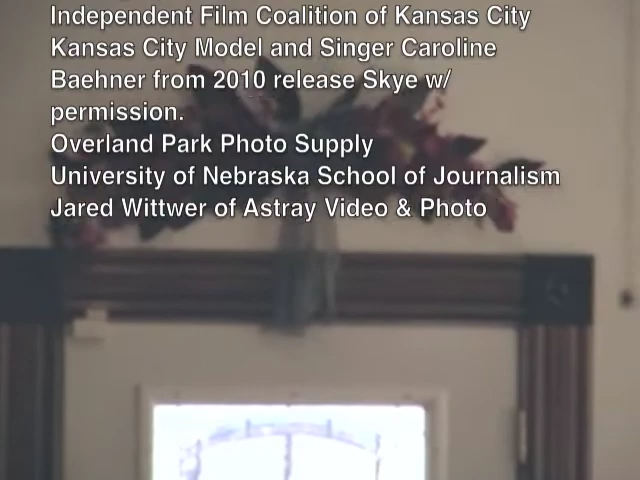 Independent Film Coalition of Kansas City
Kansas City Model and Singer Caroline
Baehner from 2010 release Skye w/
permission.
Overland Park Photo Supply
University of Nebraska School of Journalism
Jared Wittwer of Astray Video & Photo